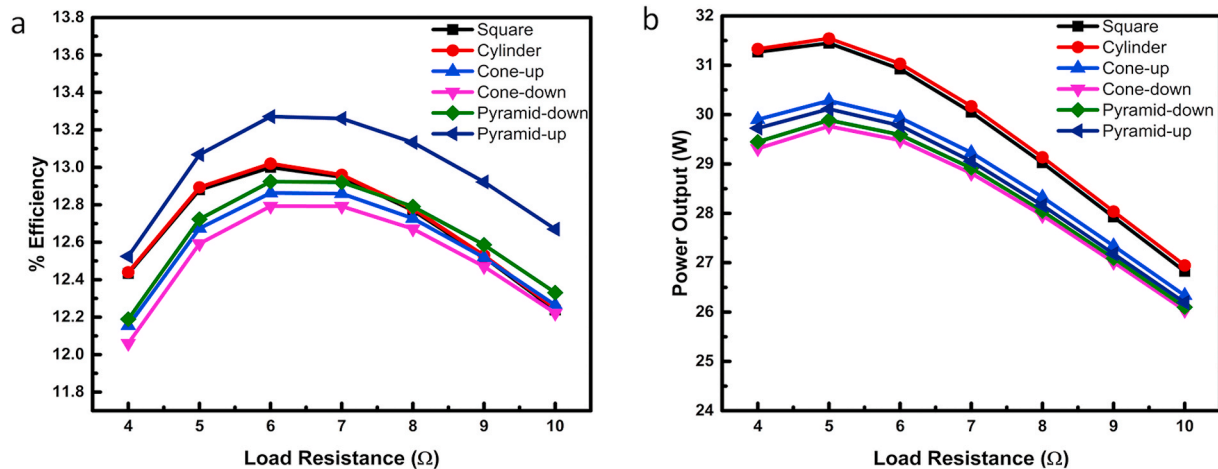 a
13.8
13.6
13.4
13.2
13.0
12.8
12.6
12.4
12.2
12.0
11.8
% Efficiency
Square
Cylinder
Cone-up
Cone-down
Pyramid-down
Pyramid-up
4 5 6 7 8 9 10
Load Resistance (Ω)
b
32
31
30
29
28
27
26
25
24
Power Output (W)
Square
Cylinder
Cone-up
Cone-down
Pyramid-down
Pyramid-up
4 5 6 7 8 9 10
Load Resistance (Ω)